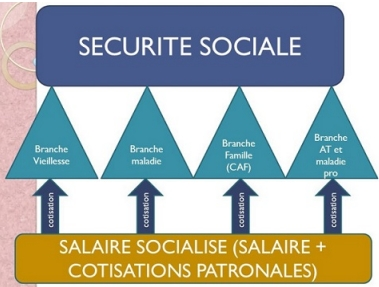 SECURITE SOCIALE
Branche
Vieillesse
Branche
maladie
Branche
Famille
(CAF)
Branche
AT et
maladie
pro
cotisation
cotisation
cotisation
cotisation
SALAIRE SOCIALISE (SALAIRE +
COTISATIONS PATRONALES)